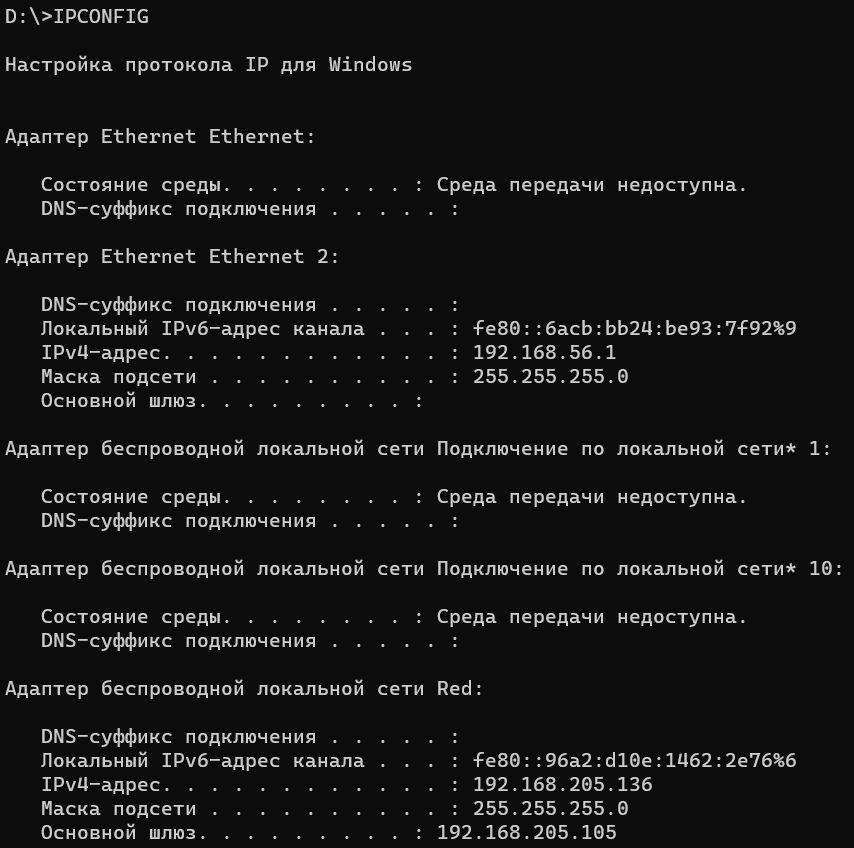 D:\>IPCONFIG
Настройка протокола IP для Windows
Адаптер Ethernet Ethernet:
Состояние среды. . . . . . . . : Среда передачи недоступна.
DNS-суффикс подключения . . . . . :
Адаптер Ethernet Ethernet 2:
DNS-суффикс подключения . . . . . :
Локальный IPv6-адрес канала . . . : fe80::6acb:bb24:be93:7f92%9
IPv4-адрес. . . . . . . . . . . . : 192.168.56.1
Маска подсети . . . . . . . . . . : 255.255.255.0
Основной шлюз. . . . . . . . . :
Адаптер беспроводной локальной сети Подключение по локальной сети* 1:
Состояние среды. . . . . . . . : Среда передачи недоступна.
DNS-суффикс подключения . . . . . :
Адаптер беспроводной локальной сети Подключение по локальной сети* 10:
Состояние среды. . . . . . . . : Среда передачи недоступна.
DNS-суффикс подключения . . . . . :
Адаптер беспроводной локальной сети Red:
DNS-суффикс подключения . . . . . :
Локальный IPv6-адрес канала . . . : fe80::96a2:d10e:1462:2e76%6
IPv4-адрес. . . . . . . . . . . . : 192.168.205.136
Маска подсети . . . . . . . . . . : 255.255.255.0
Основной шлюз. . . . . . . . . : 192.168.205.105